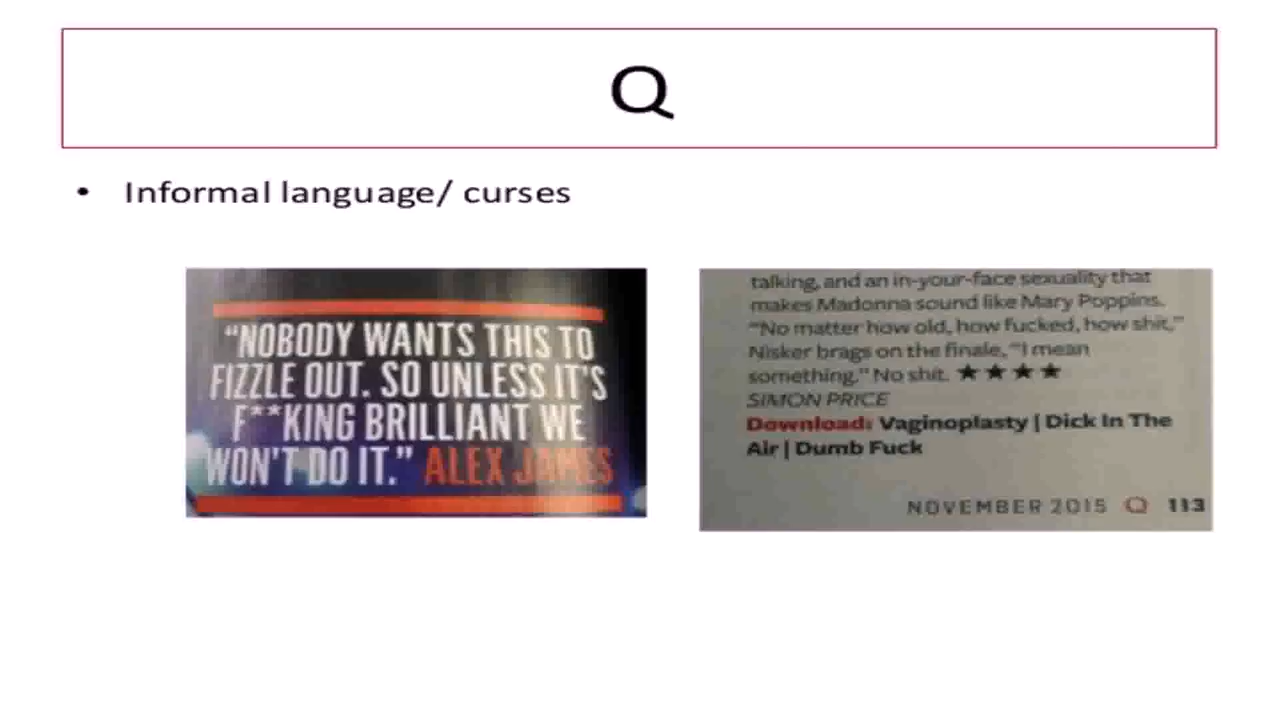 Q
• Informal language/ curses
“NOBODY WANTS THIS TO
FIZZLE OUT. SO UNLESS IT'S
F**KING BRILLIANT WE
WON'T DO IT.” ALEX JAMES
talking, and an in-your-face sexuality that
makes Madonna sound like Mary Poppins.
“No matter how old, how fucked, how shit,”
Nisker brags on the finale, “I mean
something.” No shit. ★★★★
SIMON PRICE
Download: Vaginoplasty | Dick In The
Air | Dumb Fuck
NOVEMBER 2015 Q 113